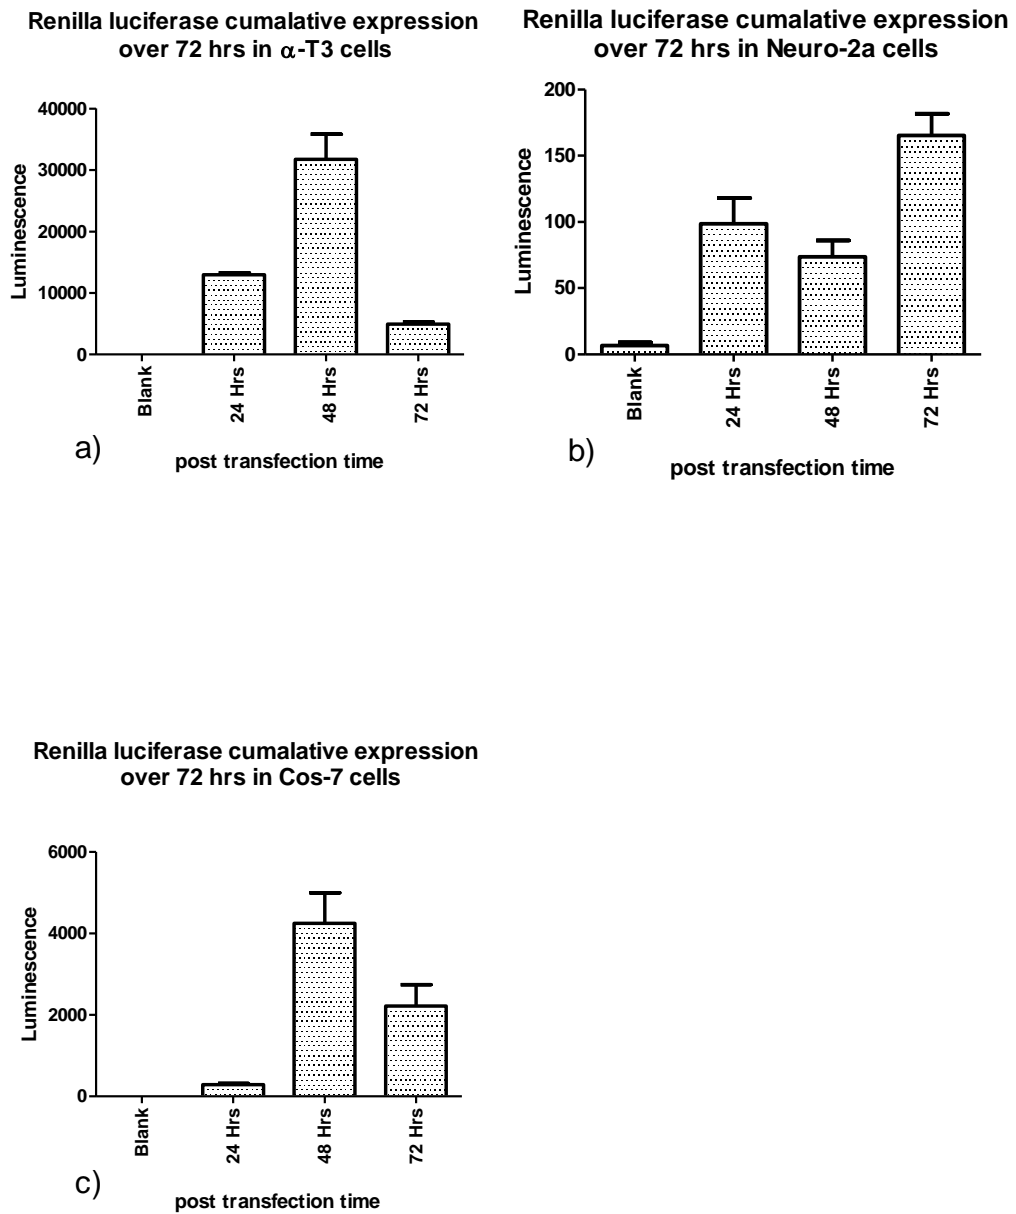 Renilla luciferase cumalative expression
over 72 hrs in α-T3 cells
40000
30000
20000
10000
0
Luminescence
Blank
24 Hrs
48 Hrs
72 Hrs
a)
post transfection time
Renilla luciferase cumalative expression
over 72 hrs in Neuro-2a cells
200
150
100
50
0
Luminescence
Blank
24 Hrs
48 Hrs
72 Hrs
b)
post transfection time
Renilla luciferase cumalative expression
over 72 hrs in Cos-7 cells
6000
4000
2000
0
Luminescence
Blank
24 Hrs
48 Hrs
72 Hrs
c)
post transfection time